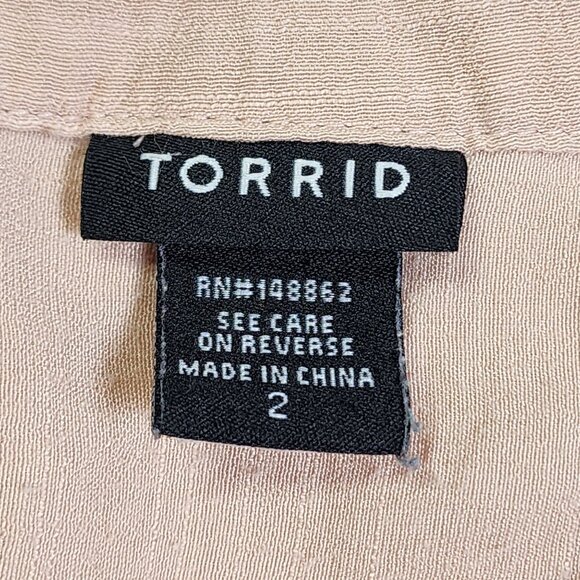 TORRID
RN#148862
SEE CARE
ON REVERSE
MADE IN CHINA
2